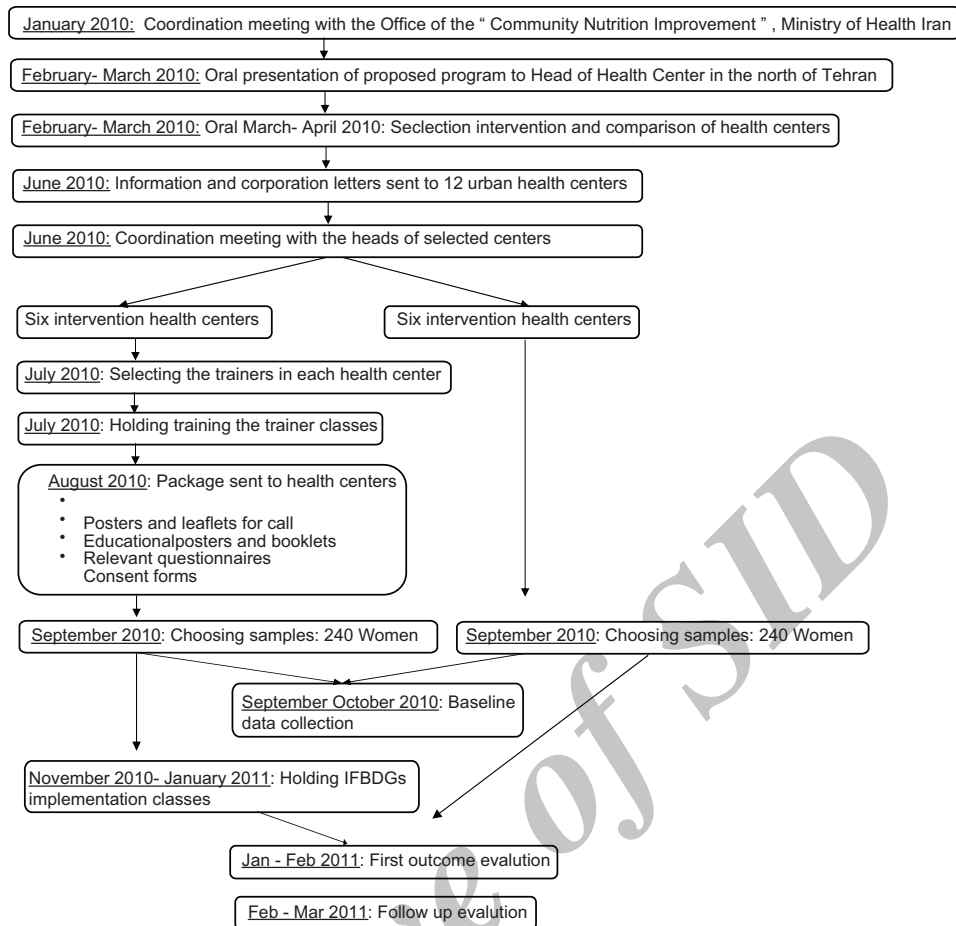 January 2010: Coordination meeting with the Office of the “ Community Nutrition Improvement ” , Ministry of Health Iran
February- March 2010: Oral presentation of proposed program to Head of Health Center in the north of Tehran
February- March 2010: Oral March- April 2010: Seclection intervention and comparison of health centers
June 2010: Information and corporation letters sent to 12 urban health centers
June 2010: Coordination meeting with the heads of selected centers
Six intervention health centers
Six intervention health centers
July 2010: Selecting the trainers in each health center
July 2010: Holding training the trainer classes
August 2010: Package sent to health centers
•
• Posters and leaflets for call
• Educationalposters and booklets
• Relevant questionnaires
Consent forms
September 2010: Choosing samples: 240 Women
September 2010: Choosing samples: 240 Women
September October 2010: Baseline
data collection
November 2010- January 2011: Holding IFBDGs
implementation classes
Jan - Feb 2011: First outcome evalution
Feb - Mar 2011: Follow up evalution
of SID